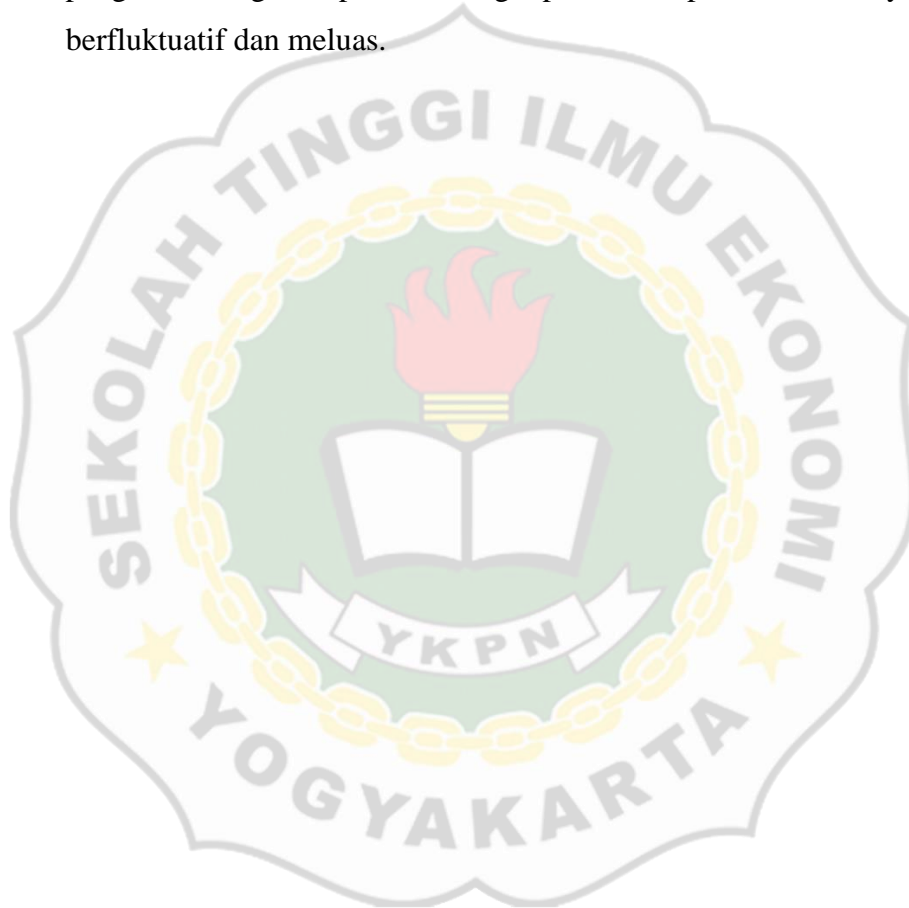 berfluktuatif dan meluas.
SEKOLAH TINGGI ILMU EKONOMI
YKPN
YOGYAKARTA